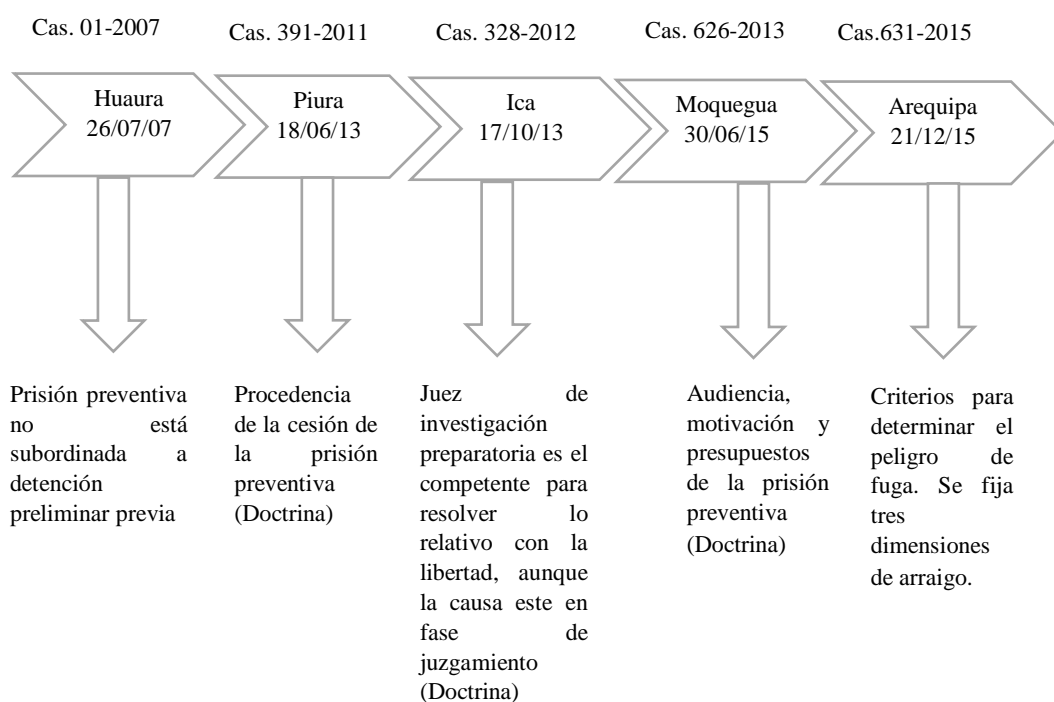 Cas. 01-2007
Cas. 391-2011
Cas. 328-2012
Cas. 626-2013
Cas.631-2015
Huaura
26/07/07
Piura
18/06/13
Ica
17/10/13
Moquegua
30/06/15
Arequipa
21/12/15
Prisión preventiva
no está
subordinada a
detención
preliminar previa
Procedencia
de la cesión de
la prisión
preventiva
(Doctrina)
Juez de
investigación
preparatoria es el
competente para
resolver lo
relativo con la
libertad, aunque
la causa este en
fase de
juzgamiento
(Doctrina)
Audiencia,
motivación y
presupuestos
de la prisión
preventiva
(Doctrina)
Criterios para
determinar el
peligro de
fuga. Se fija
tres
dimensiones
de arraigo.